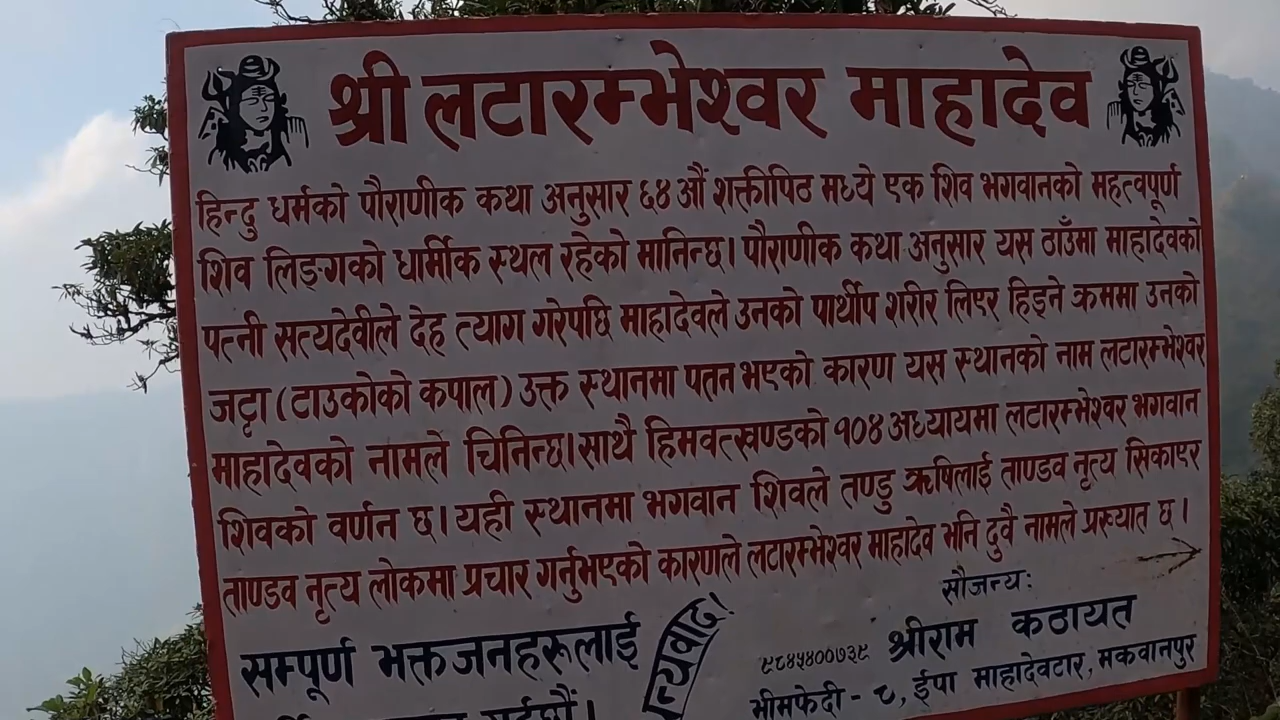 श्री लटारम्भेश्वर माहादेव
हिन्दु धर्मको पौराणीक कथा अनुसार ६४ औं शक्तीपिठ मध्ये एक शिव भगवानको महत्वपूर्ण
शिव लिङ्गको धार्मीक स्थल रहेको मानिन्छ। पौराणीक कथा अनुसार यस ठाउँमा माहादेवको
पत्नी सत्यदेवीले देह त्याग गरेपछि माहादेवले उनको पार्थीप शरीर लिएर हिड्ने क्रममा उनको
जट्टा (टाउकोको कपाल) उक्त स्थानमा पतन भएको कारण यस स्थानको नाम लटारम्भेश्वर
माहादेवको नामले चिनिन्छ। साथै हिमवत्खण्डको १०४ अध्यायमा लटारम्भेश्वर भगवान
शिवको वर्णन छ। यही स्थानमा भगवान शिवले तण्डु ऋषिलाई ताण्डव नृत्य सिकाएर
ताण्डव नृत्य लोकमा प्रचार गर्नुभएको कारणले लटारम्भेश्वर माहादेव भनि दुवै नामले प्रख्यात छ।
सम्पूर्ण भक्तजनहरूलाई
सौजन्य:
९८४५४००७३९ श्रीराम कठायत
भीमफेदी - ८, ईपा माहादेवटार, मकवानपुर